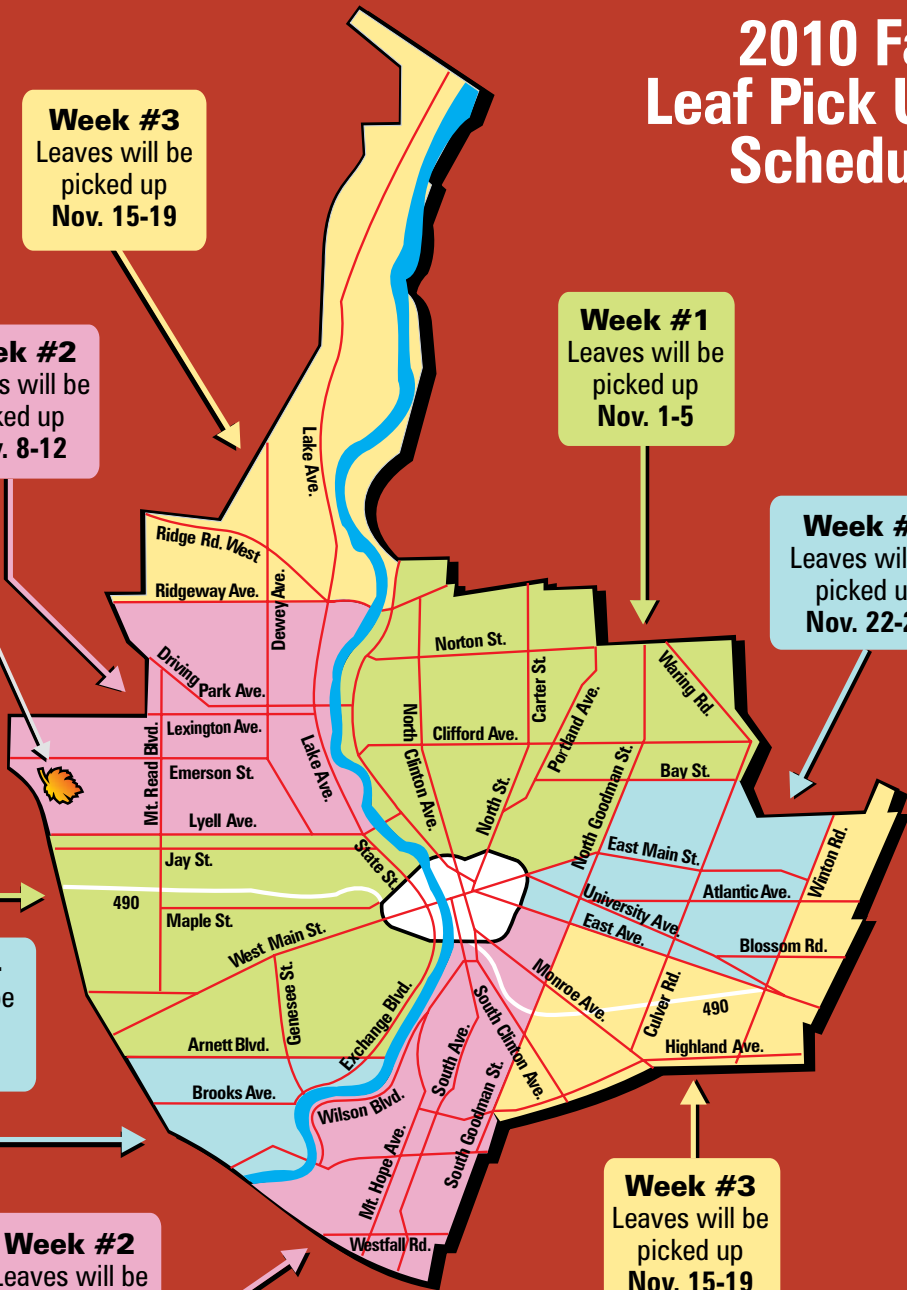 2010 Fa
Leaf Pick U
Schedu
Week #3
Leaves will be
picked up
Nov. 15-19
Week #1
Leaves will be
picked up
Nov. 1-5
ek #2
s will be
ked up
v. 8-12
Week #
Leaves wil
picked u
Nov. 22-2
Lake Ave.
Ridge Rd. West
Ridgeway Ave.
Dewey Ave.
Norton St.
Carter St.
Waring Rd.
Driving
Park Ave.
Portland Ave.
Lexington Ave.
North Clinton Ave.
Clifford Ave.
Mt. Read Blvd.
Emerson St.
Lake Ave.
North St.
North Goodman St.
Bay St.
Lyell Ave.
State St.
East Main St.
Winton Rd.
Jay St.
490
Maple St.
University Ave.
Atlantic Ave.
West Main St.
East Ave.
Blossom Rd.
Genesee St.
Exchange Blvd.
Monroe Ave.
Culver Rd.
490
be
Arnett Blvd.
South Ave.
South Clinton Ave.
Highland Ave.
Brooks Ave.
Wilson Blvd.
South Goodman St.
Mt. Hope Ave.
Westfall Rd.
Week #2
Leaves will be
Week #3
Leaves will be
picked up
Nov. 15-19